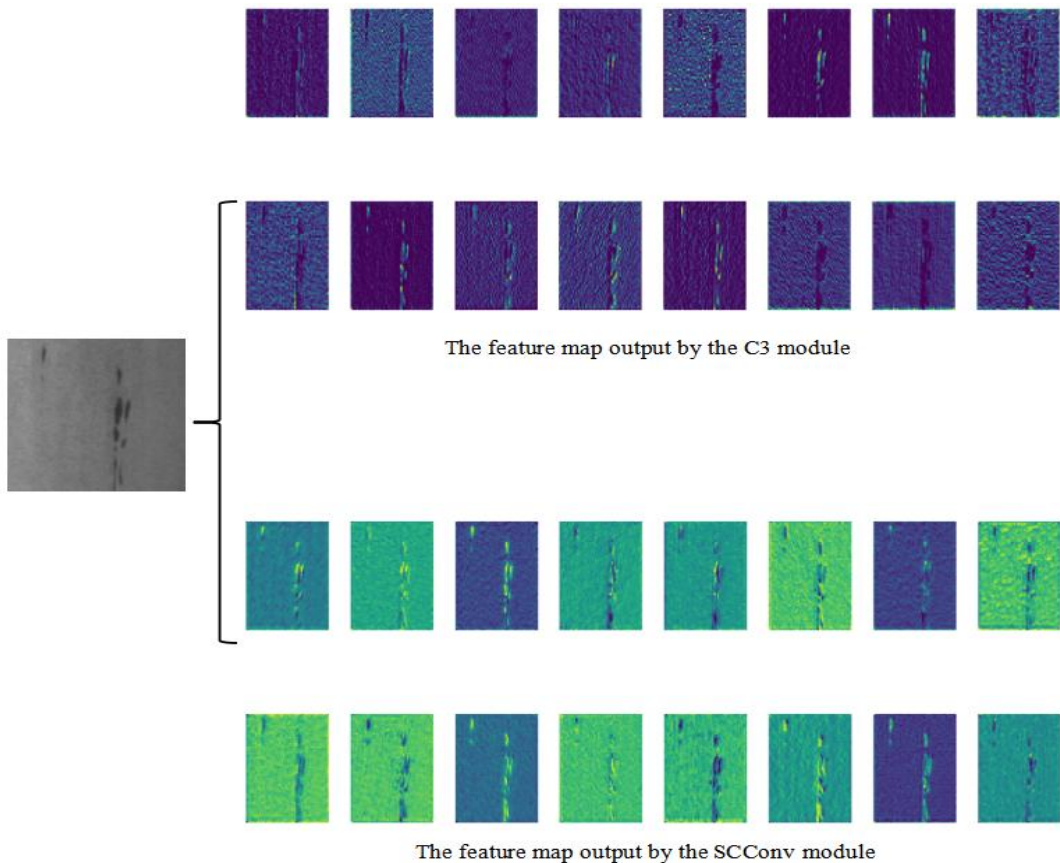 The feature map output by the C3 module
The feature map output by the SCConv module